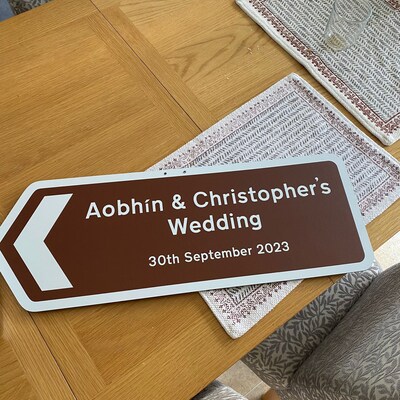 Aobhín & Christopher's
Wedding
30th September 2023